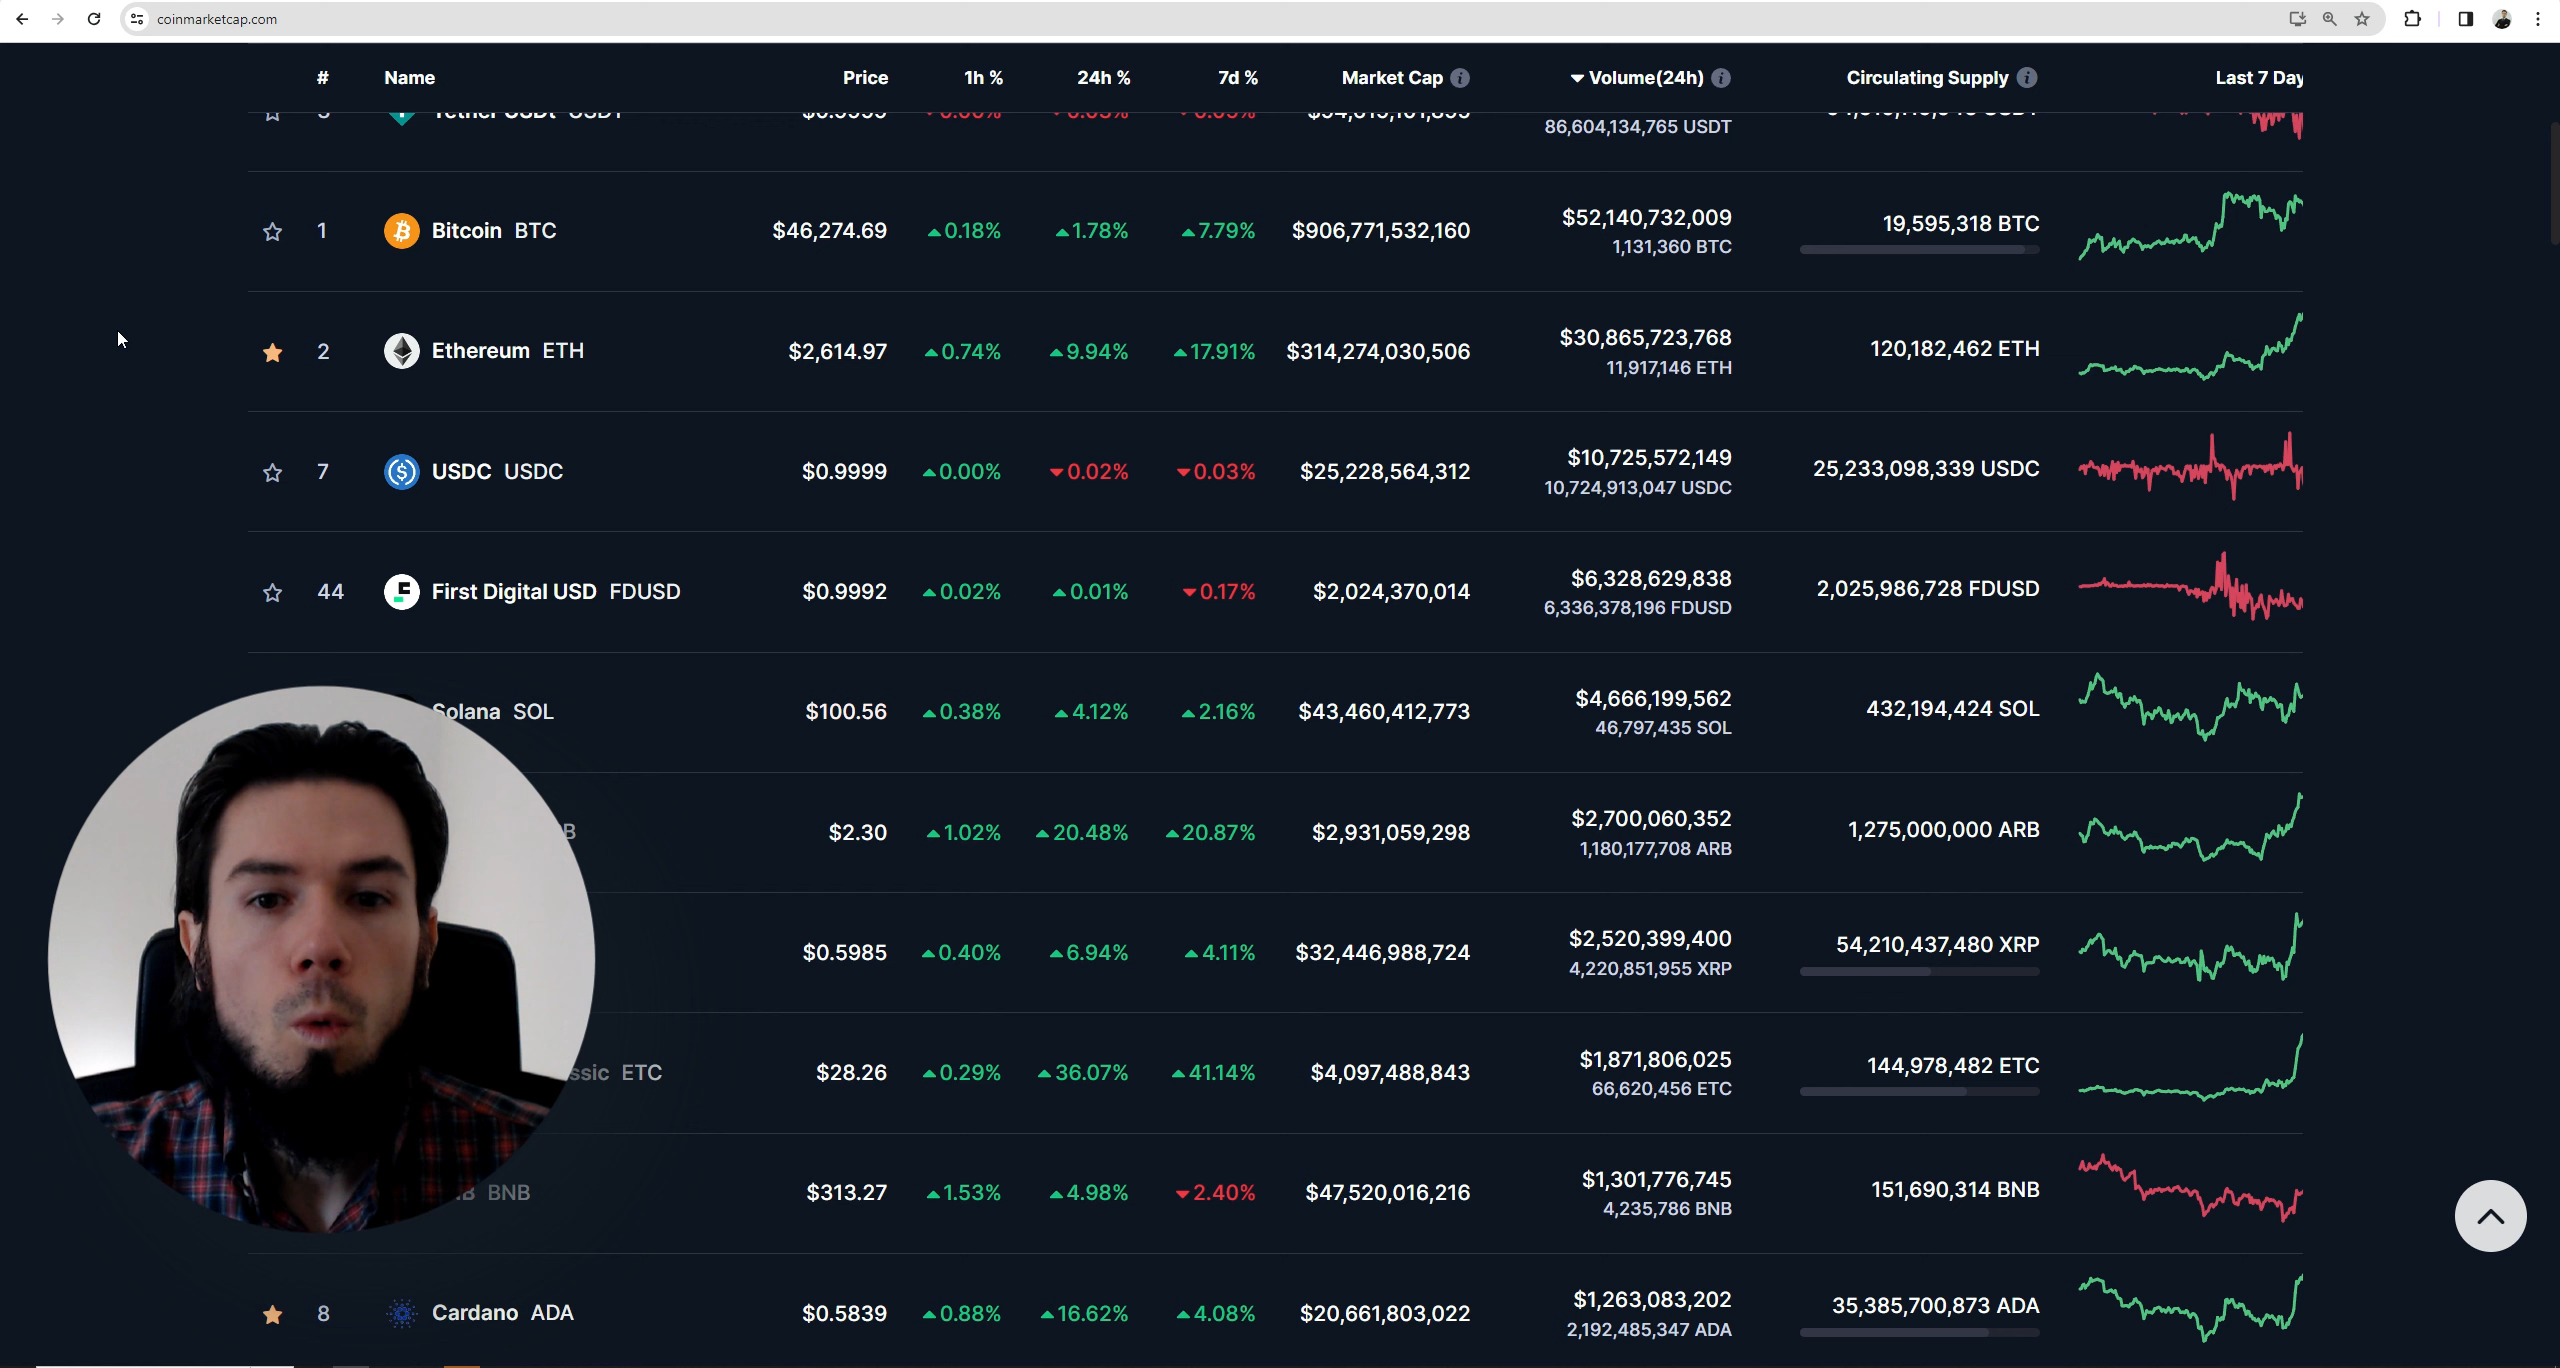 coinmarketcap.com
# Name Price 1h % 24h % 7d % Market Cap Volume(24h) Circulating Supply Last 7 Day
Tether USDt USDT
86,604,134,765 USDT
1 Bitcoin BTC $46,274.69 0.18% 1.78% 7.79% $906,771,532,160 $52,140,732,009 19,595,318 BTC
1,131,360 BTC
2 Ethereum ETH $2,614.97 0.74% 9.94% 17.91% $314,274,030,506 $30,865,723,768 120,182,462 ETH
11,917,146 ETH
7 USDC USDC $0.9999 0.00% 0.02% 0.03% $25,228,564,312 $10,725,572,149 25,233,098,339 USDC
10,724,913,047 USDC
44 First Digital USD FDUSD $0.9992 0.02% 0.01% 0.17% $2,024,370,014 $6,328,629,838 2,025,986,728 FDUSD
6,336,378,196 FDUSD
Solana SOL $100.56 0.38% 4.12% 2.16% $43,460,412,773 $4,666,199,562 432,194,424 SOL
46,797,435 SOL
B $2.30 1.02% 20.48% 20.87% $2,931,059,298 $2,700,060,352 1,275,000,000 ARB
1,180,177,708 ARB
$0.5985 0.40% 6.94% 4.11% $32,446,988,724 $2,520,399,400 54,210,437,480 XRP
4,220,851,955 XRP
ssic ETC $28.26 0.29% 36.07% 41.14% $4,097,488,843 $1,871,806,025 144,978,482 ETC
66,620,456 ETC
B BNB $313.27 1.53% 4.98% 2.40% $47,520,016,216 $1,301,776,745 151,690,314 BNB
4,235,786 BNB
8 Cardano ADA $0.5839 0.88% 16.62% 4.08% $20,661,803,022 $1,263,083,202 35,385,700,873 ADA
2,192,485,347 ADA